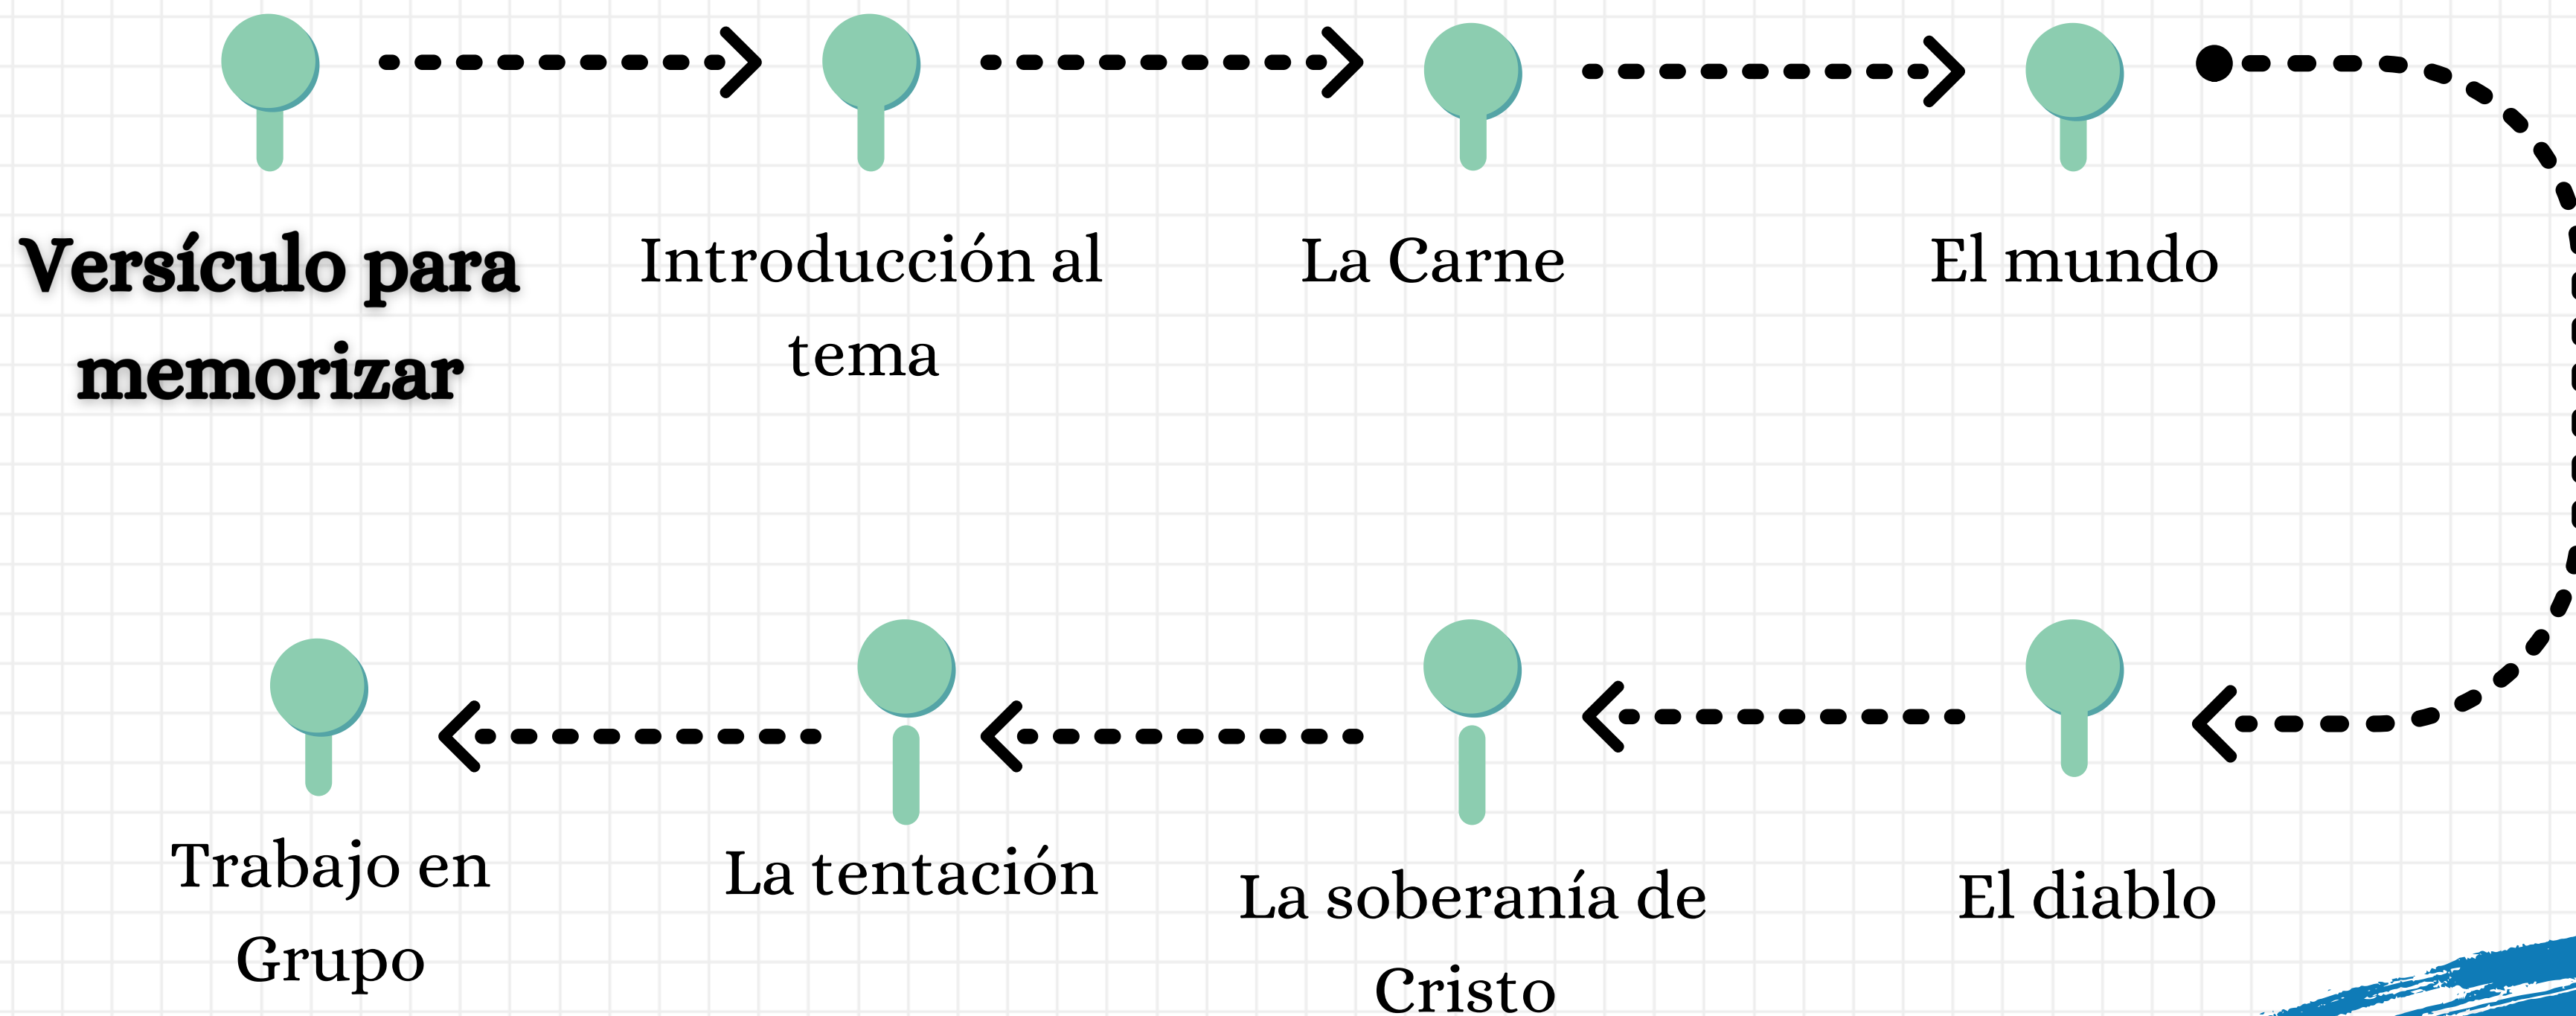 Versículo para
memorizar
Introducción al
tema
La Carne
El mundo
El diablo
La soberanía de
Cristo
La tentación
Trabajo en
Grupo